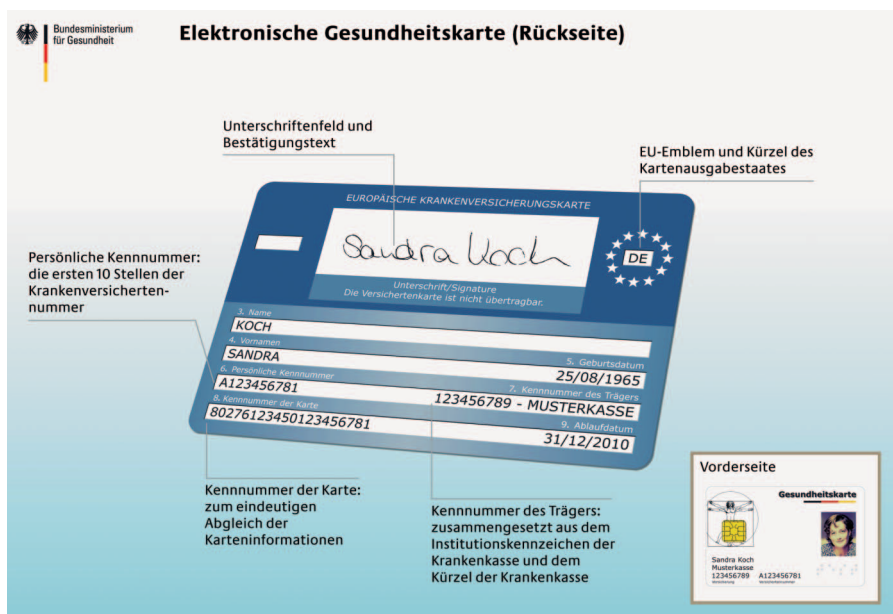 Bundesministerium
für Gesundheit
Elektronische Gesundheitskarte (Rückseite)
Unterschriftenfeld und
Bestätigungstext
EU-Emblem und Kürzel des
Kartenausgabestaates
Persönliche Kennnummer:
die ersten 10 Stellen der
Krankenversicherten-
nummer
EUROPÄISCHE KRANKENVERSICHERUNGSKARTE
Sandra Koch
DE
Unterschrift/Signature
Die Versichertenkarte ist nicht übertragbar.
3. Name
KOCH
4. Vornamen
5. Geburtsdatum
SANDRA
25/08/1965
6. Persönliche Kennnummer
7. Kennnummer des Trägers
A123456781
123456789 - MUSTERKASSE
8. Kennnummer der Karte
9. Ablaufdatum
80276123450123456781
31/12/2010
Kennnummer der Karte:
zum eindeutigen
Abgleich der
Karteninformationen
Kennnummer des Trägers:
zusammengesetzt aus dem
Institutionskennzeichen der
Krankenkasse und dem
Kürzel der Krankenkasse
Vorderseite
Gesundheitskarte
Sandra Koch
Musterkasse
123456789 A123456781
Versicherung Versichertennummer